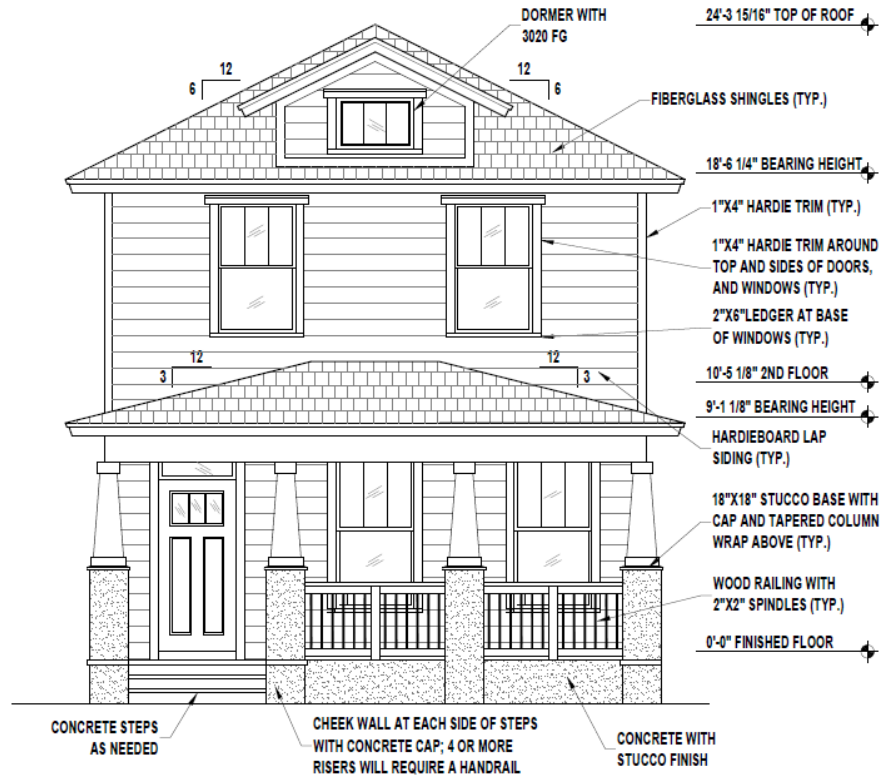 DORMER WITH
3020 FG
24'-3 15/16" TOP OF ROOF
12
6
12
6
FIBERGLASS SHINGLES (TYP.)
18'-6 1/4" BEARING HEIGHT
1"X4" HARDIE TRIM (TYP.)
1"X4" HARDIE TRIM AROUND
TOP AND SIDES OF DOORS,
AND WINDOWS (TYP.)
2"X6"LEDGER AT BASE
OF WINDOWS (TYP.)
12
3
12
3
10'-5 1/8" 2ND FLOOR
9'-1 1/8" BEARING HEIGHT
HARDIEBOARD LAP
SIDING (TYP.)
18"X18" STUCCO BASE WITH
CAP AND TAPERED COLUMN
WRAP ABOVE (TYP.)
WOOD RAILING WITH
2"X2" SPINDLES (TYP.)
0'-0" FINISHED FLOOR
CONCRETE STEPS
AS NEEDED
CHEEK WALL AT EACH SIDE OF STEPS
WITH CONCRETE CAP; 4 OR MORE
RISERS WILL REQUIRE A HANDRAIL
CONCRETE WITH
STUCCO FINISH